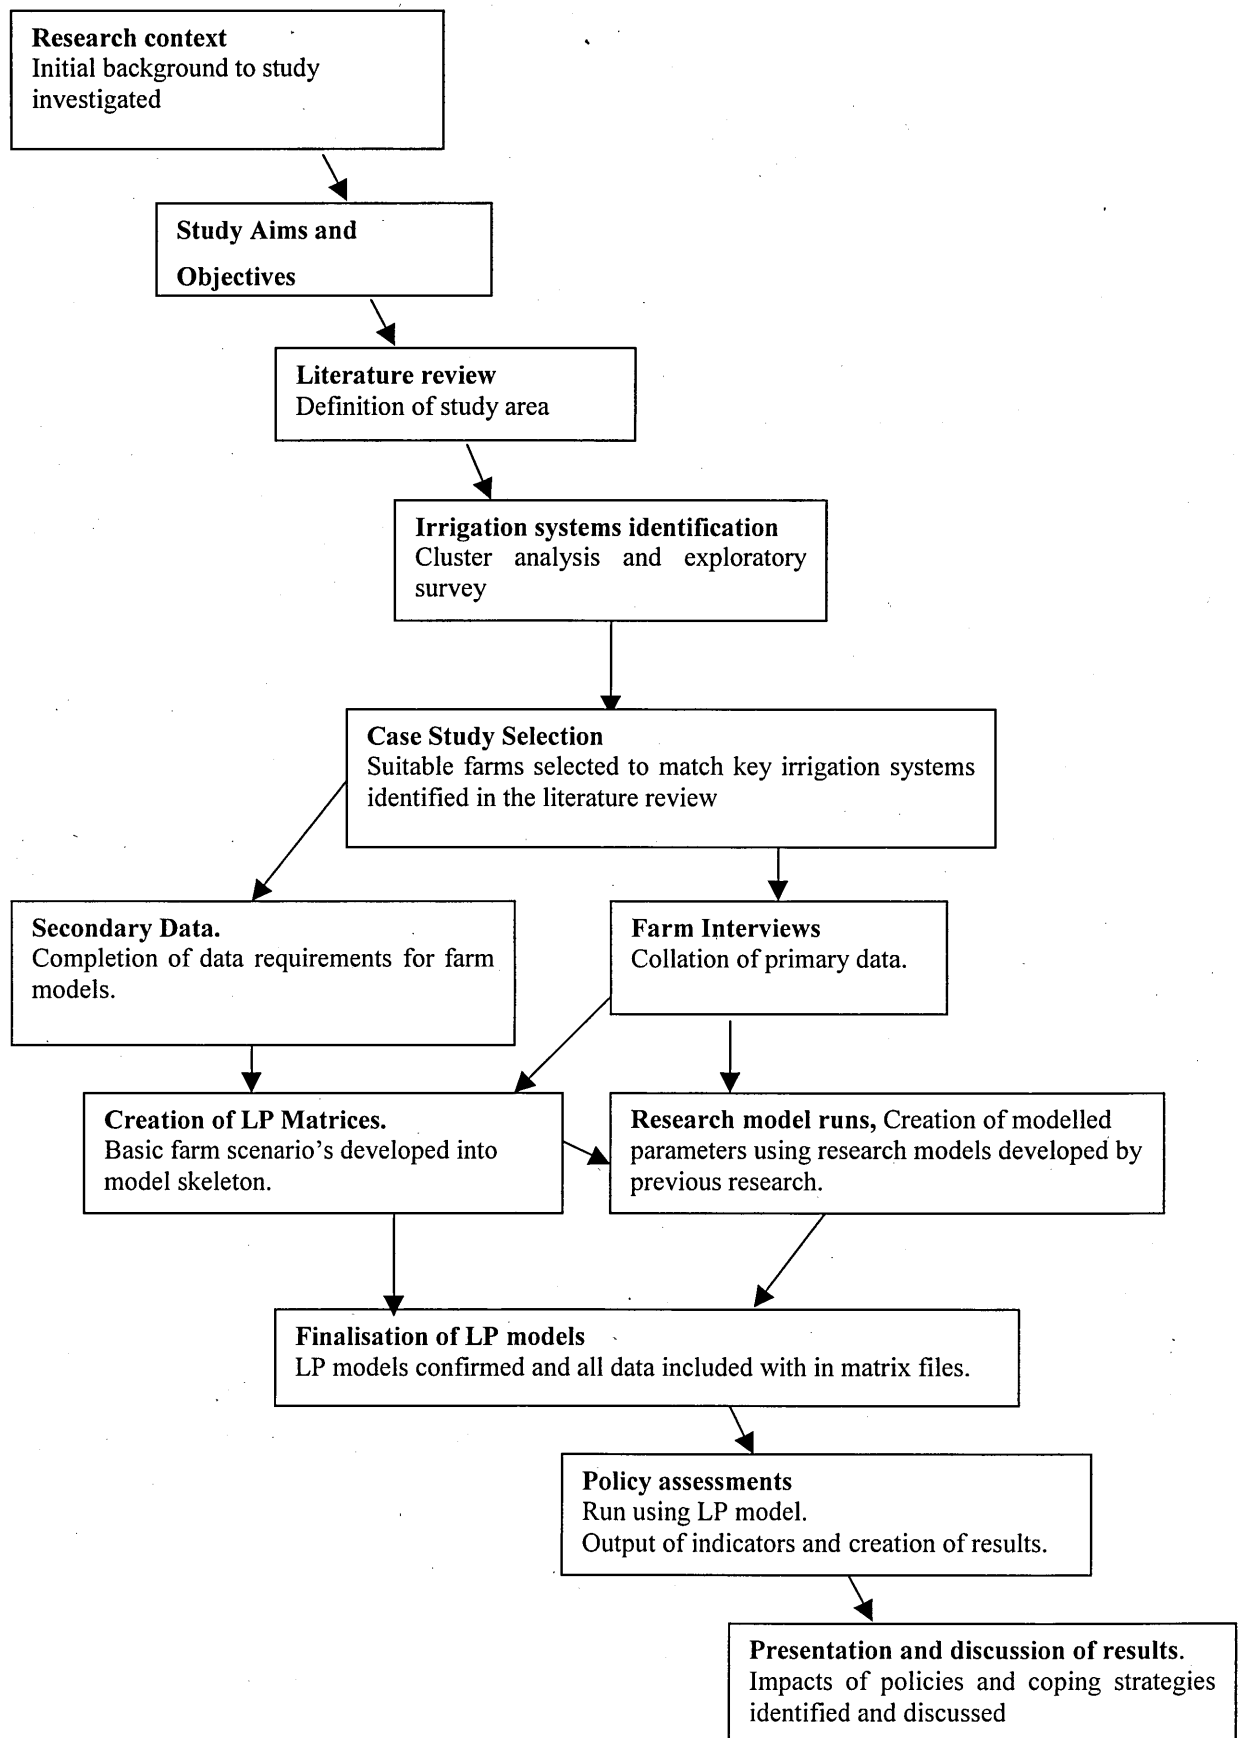 Research context
Initial background to study
investigated
Study Aims and
Objectives
Literature review
Definition of study area
Irrigation systems identification
Cluster analysis and exploratory
survey
Case Study Selection
Suitable farms selected to match key irrigation systems
identified in the literature review
Secondary Data.
Completion of data requirements for farm
models.
Farm Interviews
Collation of primary data.
Creation of LP Matrices.
Basic farm scenario's developed into
model skeleton.
Research model runs, Creation of modelled
parameters using research models developed by
previous research.
Finalisation of LP models
LP models confirmed and all data included with in matrix files.
Policy assessments
Run using LP model.
Output of indicators and creation of results.
Presentation and discussion of results.
Impacts of policies and coping strategies
identified and discussed